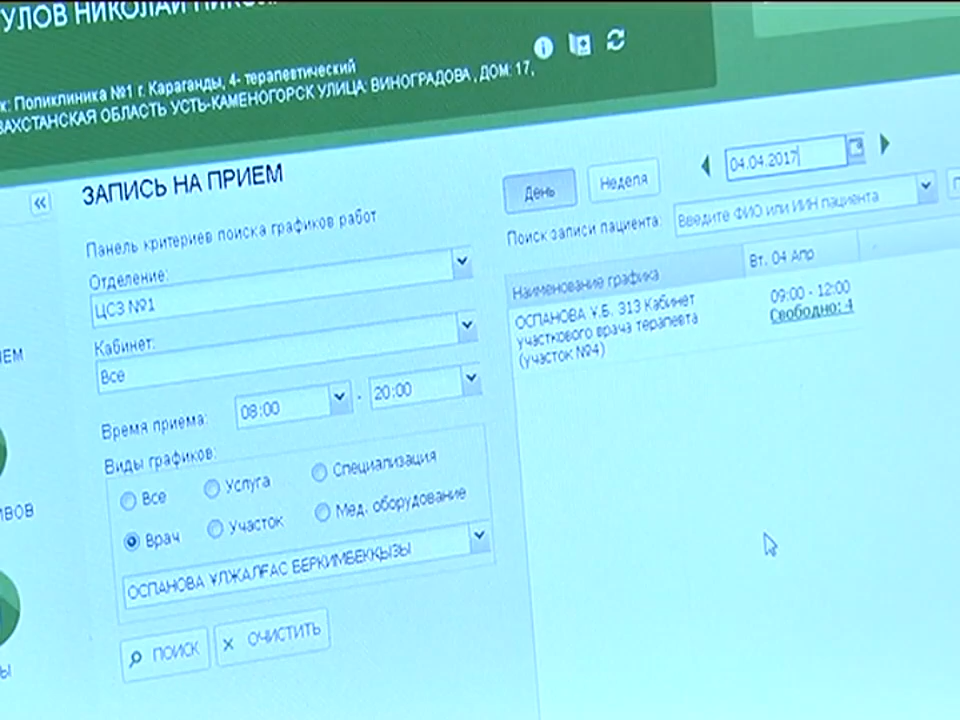 УЛОВ НИКОЛАЙ
к: Поликлиника №1 г. Караганды, 4- терапевтический
ЗАХСТАНСКАЯ ОБЛАСТЬ УСТЬ-КАМЕНОГОРСК УЛИЦА: ВИНОГРАДОВА , ДОМ: 17,
ЗАПИСЬ НА ПРИЕМ
Панель критериев поиска графиков работ
Отделение:
ЦСЗ №1
Кабинет:
Все
Время приема:
08:00 - 20:00
Виды графиков:
Все Услуга Специализация
Врач Участок Мед. оборудование
ОСПАНОВА ҰЛЖАЛҒАС БЕРКИМБЕКҚЫЗЫ
ПОИСК ОЧИСТИТЬ
День Неделя 04.04.2017
Поиск записи пациента: Введите ФИО или ИИН пациента
Наименование графика Вт. 04 Апр
ОСПАНОВА Ұ.Б. 313 Кабинет
участкового врача терапевта
(участок №4)
09:00 - 12:00
Свободно: 4
ЕМ
ИВОВ
Ы